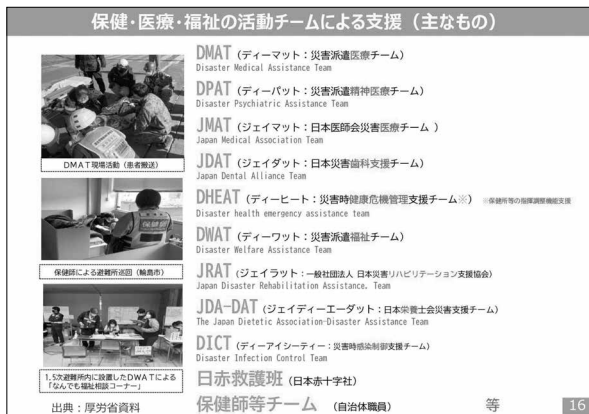 保健・医療・福祉の活動チームによる支援（主なもの）
DMAT（ディーマット：災害派遣医療チーム）
Disaster Medical Assistance Team
DPAT（ディーパット：災害派遣精神医療チーム）
Disaster Psychiatric Assistance Team
JMAT（ジェイマット：日本医師会災害医療チーム ）
Japan Medical Association Team
DMAT現場活動（患者搬送）
JDAT（ジェイダット：日本災害歯科支援チーム）
Japan Dental Alliance Team
DHEAT（ディーヒート：災害時健康危機管理支援チーム※） ※保健所等の指揮調整機能支援
Disaster health emergency assistance team
DWAT（ディーワット：災害派遣福祉チーム）
Disaster Welfare Assistance Team
保健師による避難所巡回（輪島市）
JRAT（ジェイラット：一般社団法人 日本災害リハビリテーション支援協会）
Japan Disaster Rehabilitation Assistance. Team
JDA-DAT（ジェイディーエーダット：日本栄養士会災害支援チーム）
The Japan Dietetic Association-Disaster Assistance Team
DICT（ディーアイシーティー：災害時感染制御支援チーム）
Disaster Infection Control Team
1.5次避難所内に設置したDWATによる
「なんでも福祉相談コーナー」
日赤救護班（日本赤十字社）
出典：厚労省資料
保健師等チーム （自治体職員） 等
16